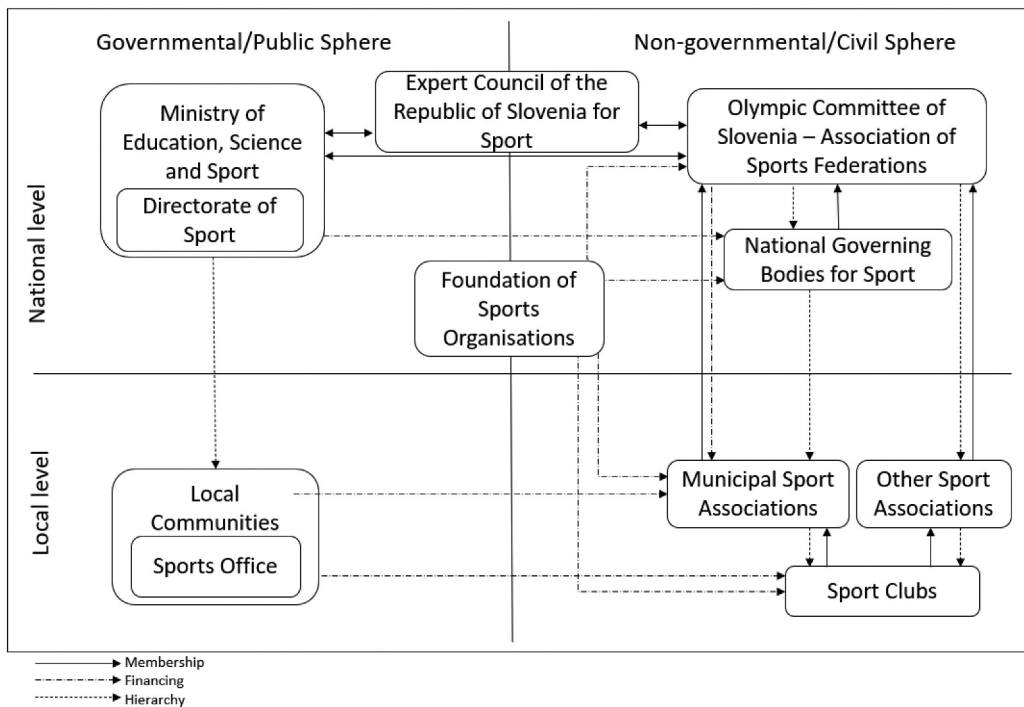 Governmental/Public Sphere
Non-governmental/Civil Sphere
National level
Local level
Ministry of
Education, Science
and Sport
Directorate of
Sport
Expert Council of the
Republic of Slovenia for
Sport
Olympic Committee of
Slovenia – Association of
Sports Federations
National Governing
Bodies for Sport
Foundation of
Sports
Organisations
Local
Communities
Sports Office
Municipal Sport
Associations
Other Sport
Associations
Sport Clubs
Membership
Financing
Hierarchy